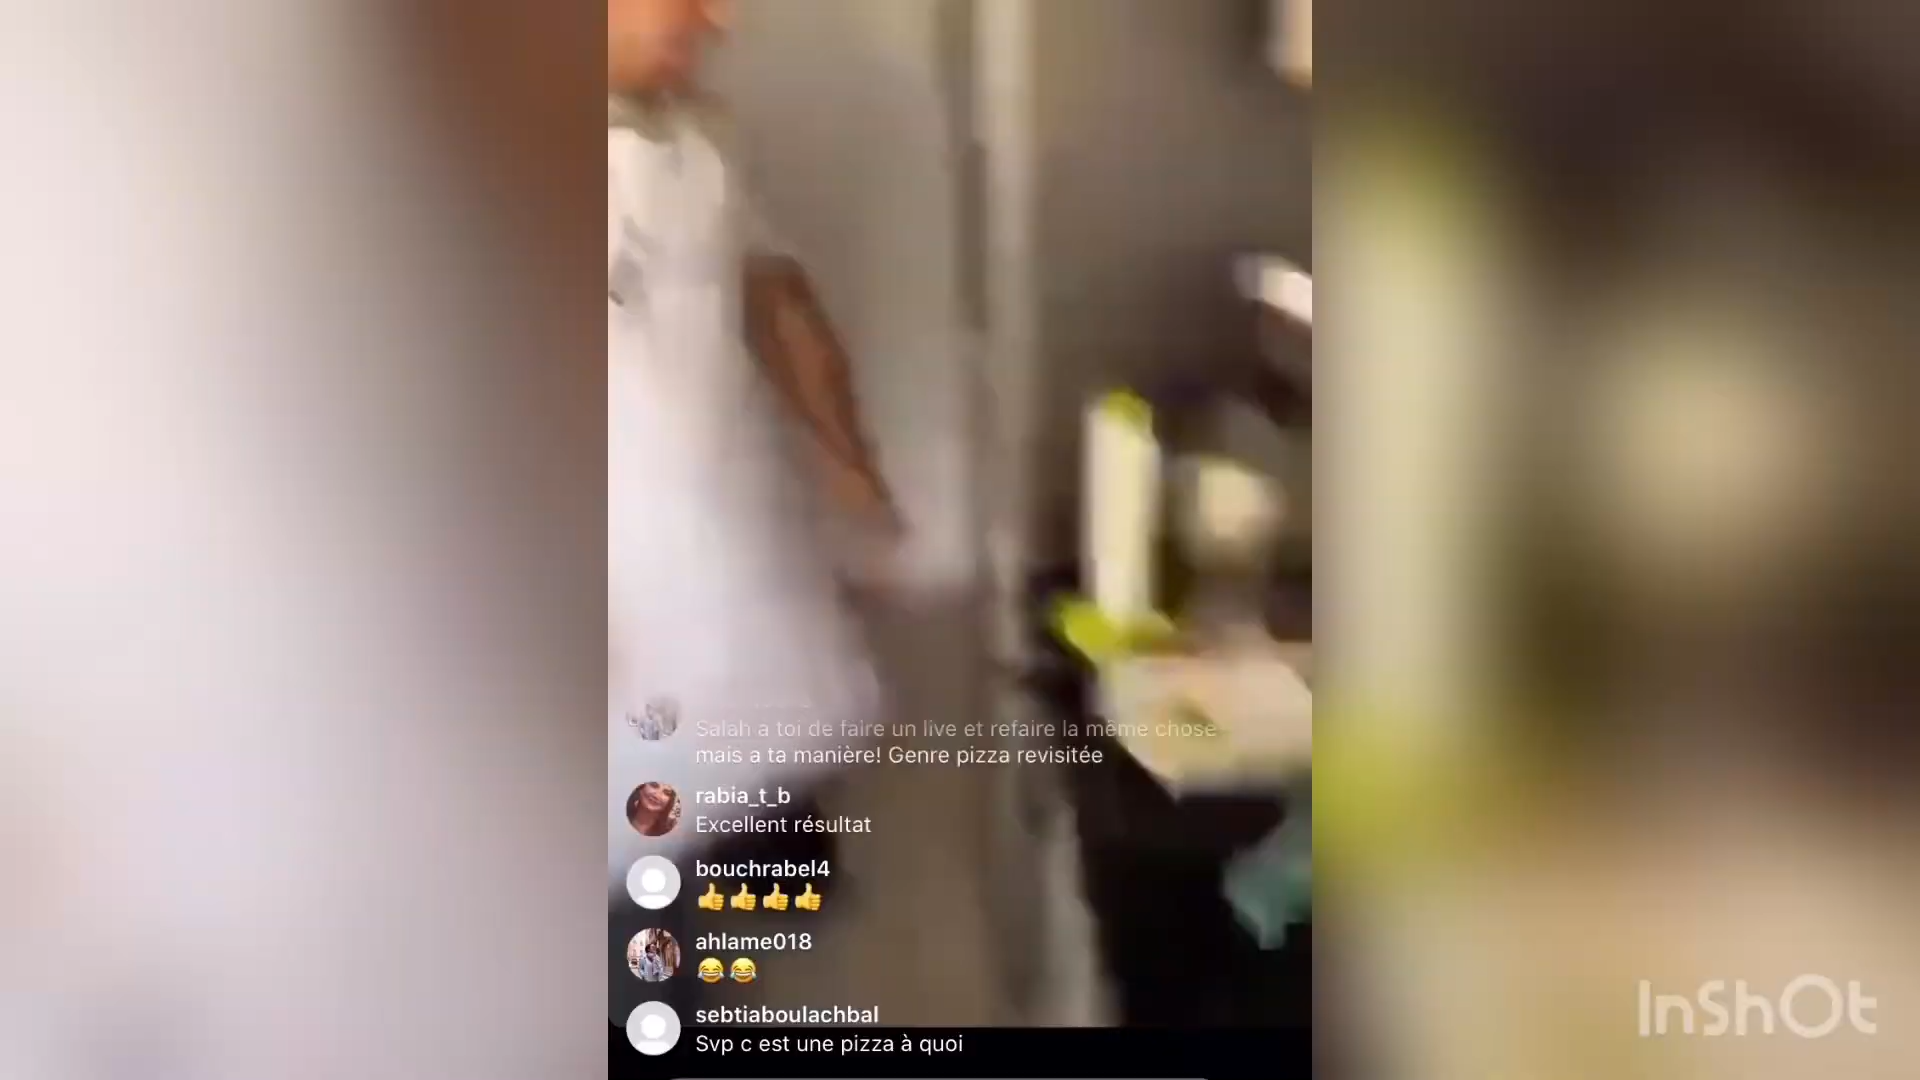 Salah a toi de faire un live et refaire la même chose
mais a ta manière! Genre pizza revisitée
rabia_t_b
Excellent résultat
bouchrabel4
👍👍👍👍
ahlame018
😂😂
sebtiaboulachbal
Svp c est une pizza à quoi
InShOt